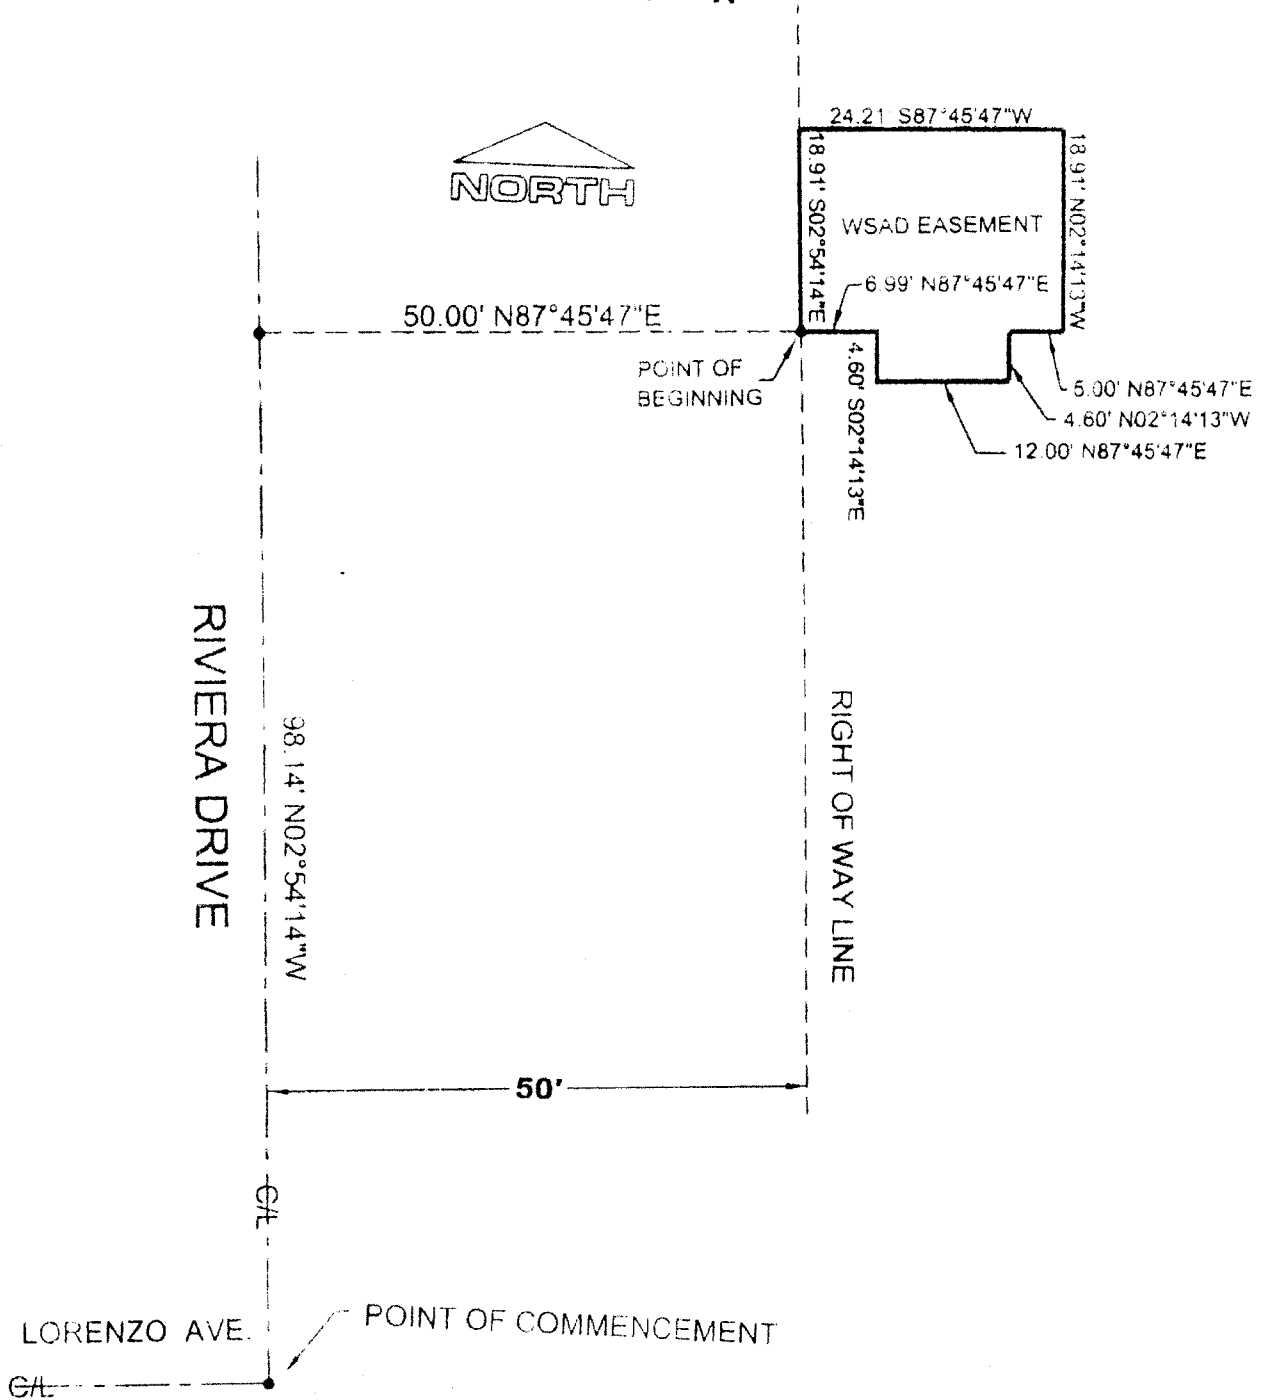 24.21' S87°45'47"W
NORTH
18.91' S02°54'14"E
WSAD EASEMENT
18.91' N02°14'13"W
6.99' N87°45'47"E
50.00' N87°45'47"E
POINT OF
BEGINNING
4.60' S02°14'13"E
5.00' N87°45'47"E
4.60' N02°14'13"W
12.00' N87°45'47"E
RIVIERA DRIVE
98.14' N02°54'14"W
RIGHT OF WAY LINE
50'
C/L
LORENZO AVE.
POINT OF COMMENCEMENT
C/L